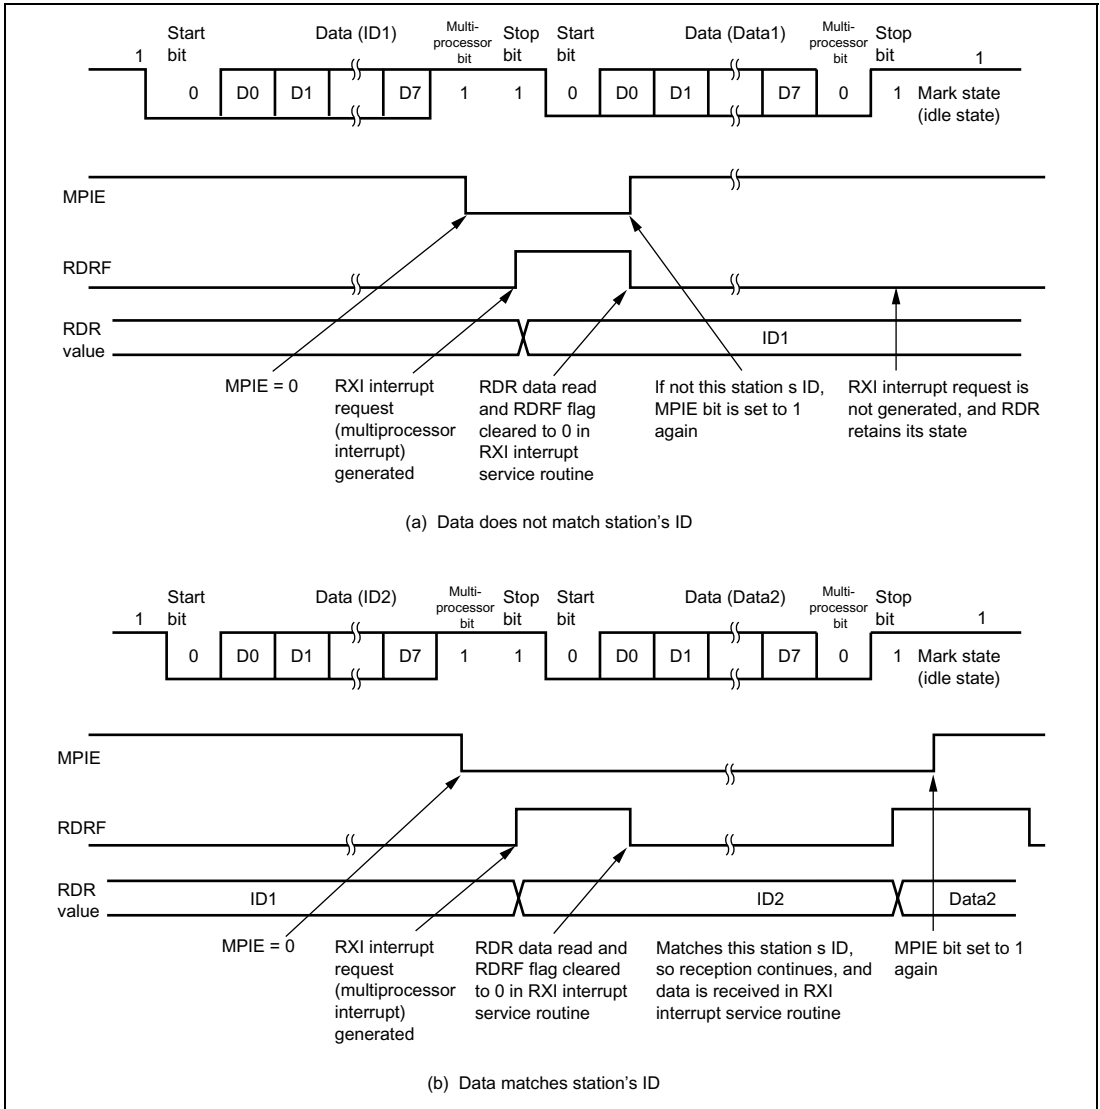 Start bit
Data (ID1)
Multi-processor bit
Stop bit
Start bit
Data (Data1)
Multi-processor bit
Stop bit
1
1
0 D0 D1 D7 1 1 0 D0 D1 D7 0 1 Mark state (idle state)
MPIE
RDRF
RDR value
ID1
MPIE = 0
RXI interrupt
request
(multiprocessor
interrupt)
generated
RDR data read
and RDRF flag
cleared to 0 in
RXI interrupt
service routine
If not this station s ID,
MPIE bit is set to 1
again
RXI interrupt request is
not generated, and RDR
retains its state
(a) Data does not match station's ID
Start bit
Data (ID2)
Multi-processor bit
Stop bit
Start bit
Data (Data2)
Multi-processor bit
Stop bit
1
1
0 D0 D1 D7 1 1 0 D0 D1 D7 0 1 Mark state (idle state)
MPIE
RDRF
RDR value
ID1
ID2
Data2
MPIE = 0
RXI interrupt
request
(multiprocessor
interrupt)
generated
RDR data read and
RDRF flag cleared
to 0 in RXI interrupt
service routine
Matches this station s ID,
so reception continues, and
data is received in RXI
interrupt service routine
MPIE bit set to 1
again
(b) Data matches station's ID